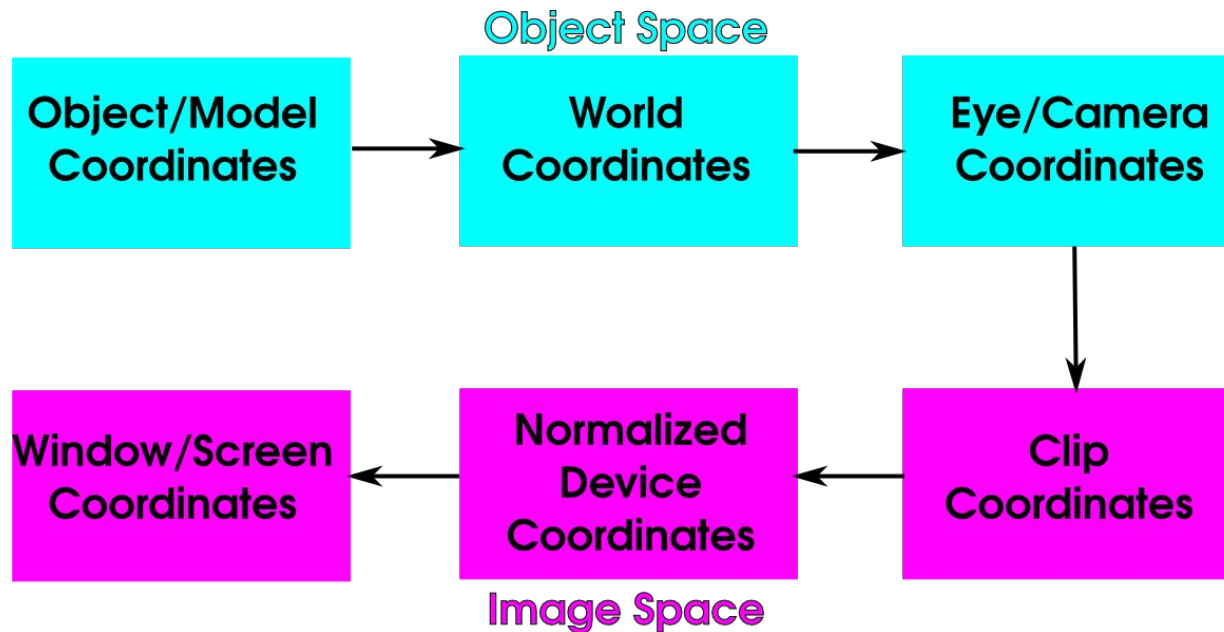 Object Space
Object/Model
Coordinates
World
Coordinates
Eye/Camera
Coordinates
Clip
Coordinates
Normalized
Device
Coordinates
Window/Screen
Coordinates
Image Space